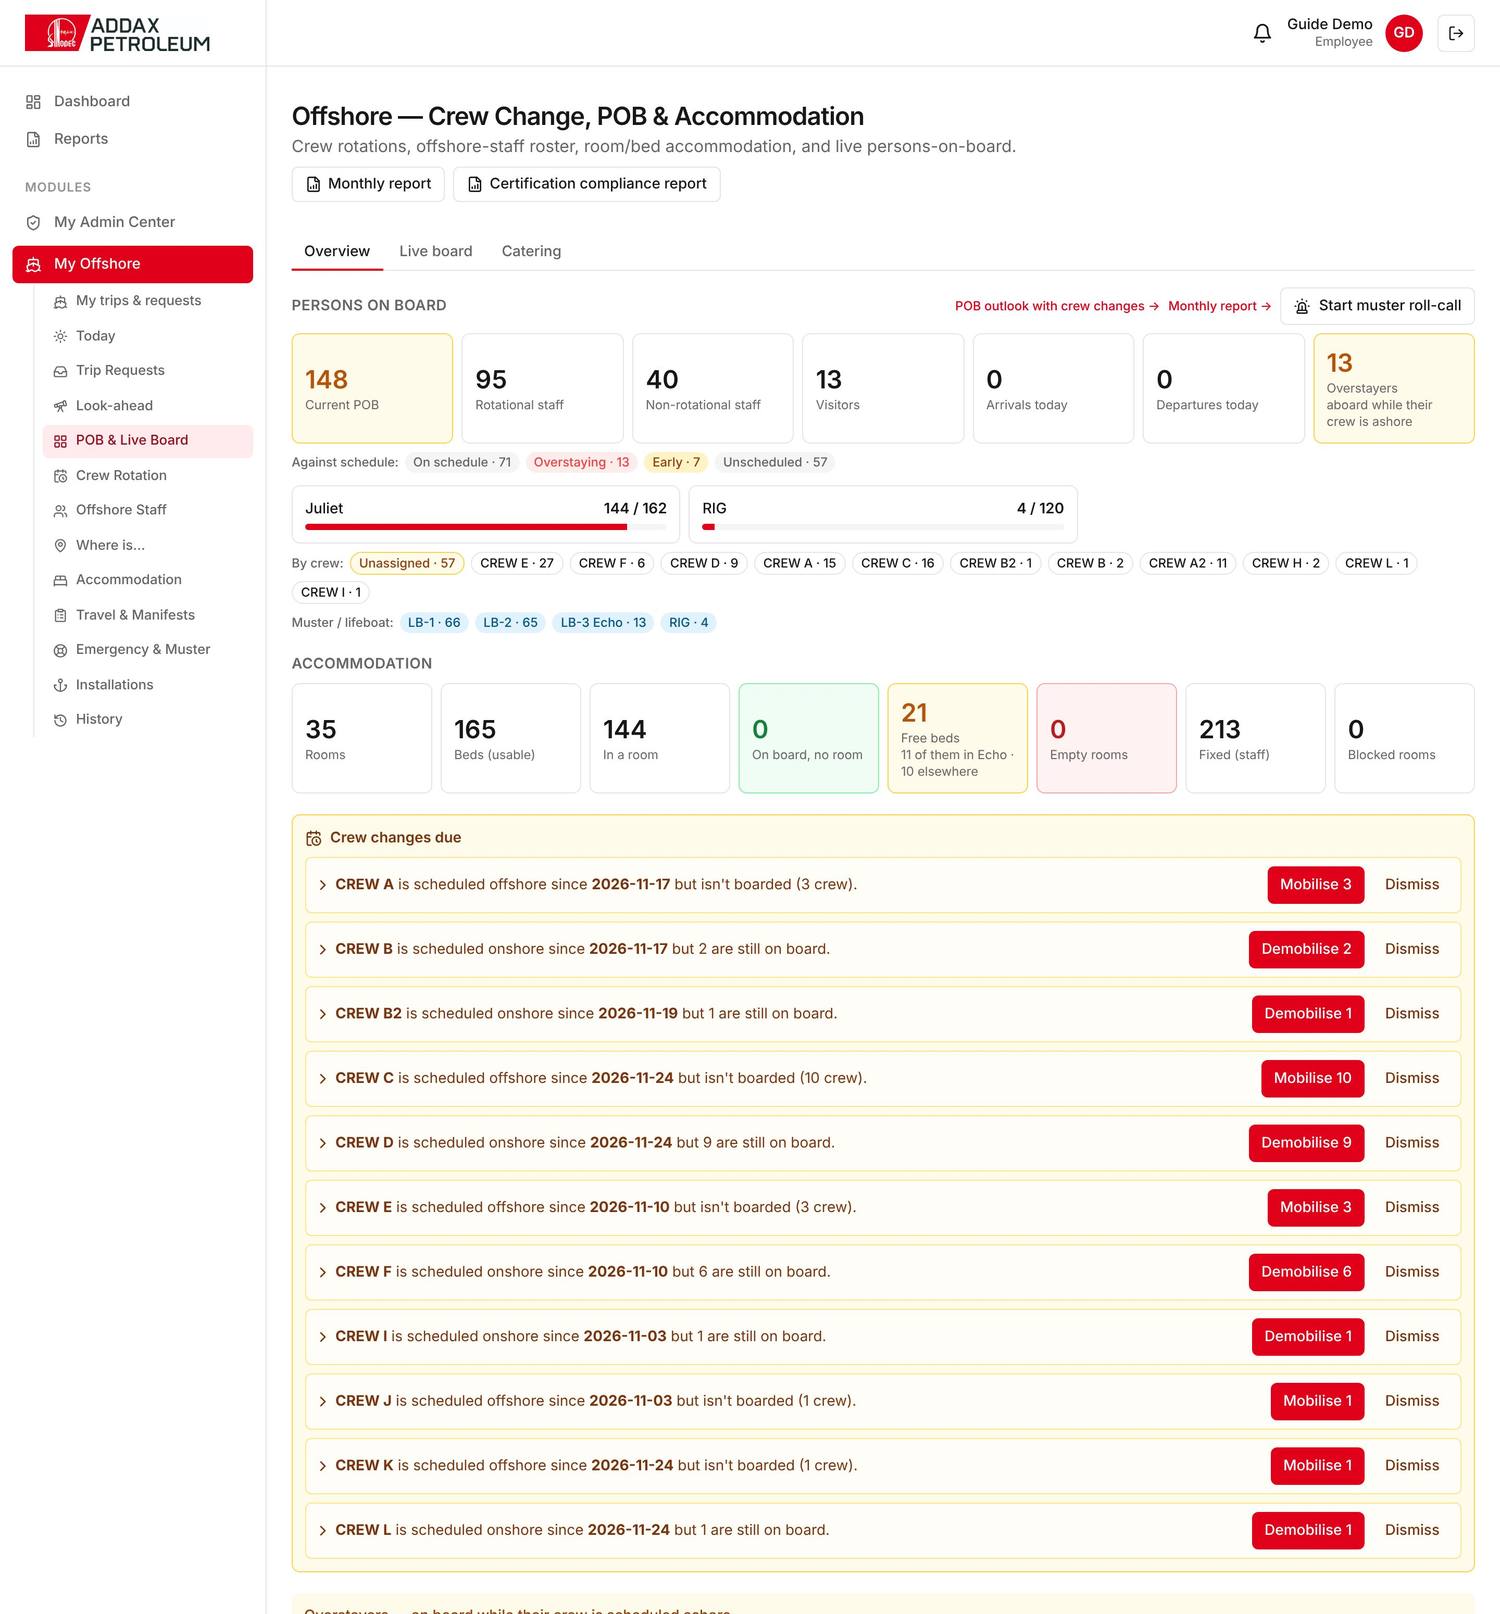 ADDAX
PETROLEUM
Guide Demo
Employee
GD
Dashboard
Reports
MODULES
My Admin Center
My Offshore
My trips & requests
Today
Trip Requests
Look-ahead
POB & Live Board
Crew Rotation
Offshore Staff
Where is...
Accommodation
Travel & Manifests
Emergency & Muster
Installations
History
Offshore — Crew Change, POB & Accommodation
Crew rotations, offshore-staff roster, room/bed accommodation, and live persons-on-board.
Monthly report
Certification compliance report
Overview Live board Catering
PERSONS ON BOARD
POB outlook with crew changes → Monthly report → Start muster roll-call
148
Current POB
95
Rotational staff
40
Non-rotational staff
13
Visitors
0
Arrivals today
0
Departures today
13
Overstayers
aboard while their
crew is ashore
Against schedule: On schedule · 71 Overstaying · 13 Early · 7 Unscheduled · 57
Juliet 144 / 162
RIG 4 / 120
By crew: Unassigned · 57 CREW E · 27 CREW F · 6 CREW D · 9 CREW A · 15 CREW C · 16 CREW B2 · 1 CREW B · 2 CREW A2 · 11 CREW H · 2 CREW L · 1
CREW I · 1
Muster / lifeboat: LB-1 · 66 LB-2 · 65 LB-3 Echo · 13 RIG · 4
ACCOMMODATION
35
Rooms
165
Beds (usable)
144
In a room
0
On board, no room
21
Free beds
11 of them in Echo ·
10 elsewhere
0
Empty rooms
213
Fixed (staff)
0
Blocked rooms
Crew changes due
CREW A is scheduled offshore since 2026-11-17 but isn't boarded (3 crew). Mobilise 3 Dismiss
CREW B is scheduled onshore since 2026-11-17 but 2 are still on board. Demobilise 2 Dismiss
CREW B2 is scheduled onshore since 2026-11-19 but 1 are still on board. Demobilise 1 Dismiss
CREW C is scheduled offshore since 2026-11-24 but isn't boarded (10 crew). Mobilise 10 Dismiss
CREW D is scheduled onshore since 2026-11-24 but 9 are still on board. Demobilise 9 Dismiss
CREW E is scheduled offshore since 2026-11-10 but isn't boarded (3 crew). Mobilise 3 Dismiss
CREW F is scheduled onshore since 2026-11-10 but 6 are still on board. Demobilise 6 Dismiss
CREW I is scheduled onshore since 2026-11-03 but 1 are still on board. Demobilise 1 Dismiss
CREW J is scheduled offshore since 2026-11-03 but isn't boarded (1 crew). Mobilise 1 Dismiss
CREW K is scheduled offshore since 2026-11-24 but isn't boarded (1 crew). Mobilise 1 Dismiss
CREW L is scheduled onshore since 2026-11-24 but 1 are still on board. Demobilise 1 Dismiss